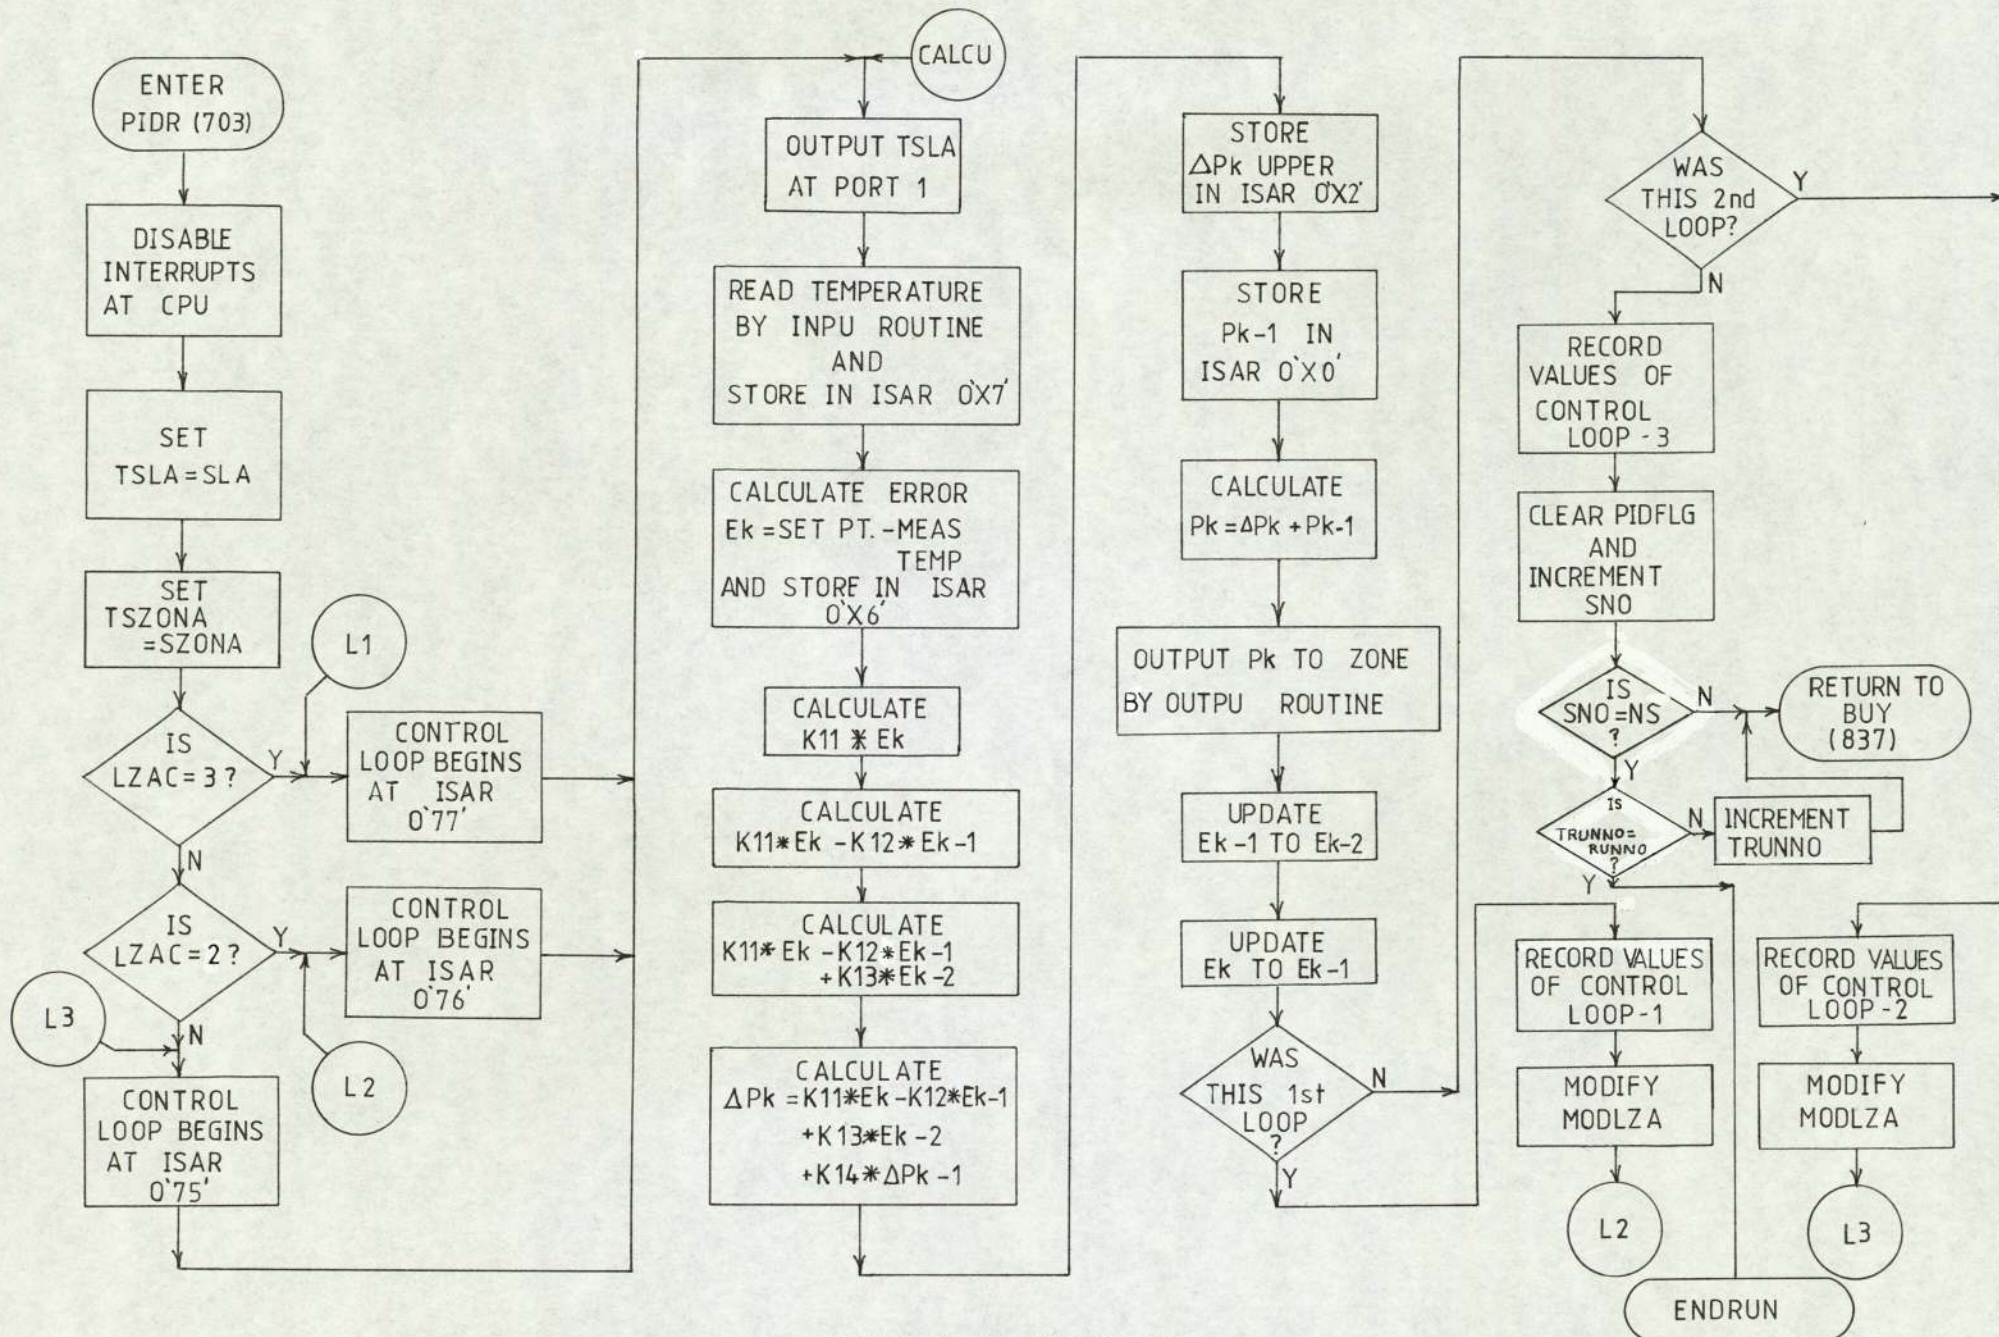 ENTER
PIDR (703)
DISABLE
INTERRUPTS
AT CPU
SET
TSLA=SLA
SET
TSZONA
=SZONA
L1
IS
LZAC=3?
Y
N
CONTROL
LOOP BEGINS
AT ISAR
O'77'
IS
LZAC=2?
Y
N
CONTROL
LOOP BEGINS
AT ISAR
O'76'
L3
L2
CONTROL
LOOP BEGINS
AT ISAR
O'75'
CALCU
OUTPUT TSLA
AT PORT 1
READ TEMPERATURE
BY INPU ROUTINE
AND
STORE IN ISAR O'X7'
CALCULATE ERROR
Ek=SET PT.-MEAS
TEMP
AND STORE IN ISAR
O'X6'
CALCULATE
K11 * Ek
CALCULATE
K11*Ek -K12*Ek-1
CALCULATE
K11*Ek -K12*Ek-1
+K13*Ek-2
CALCULATE
ΔPk =K11*Ek-K12*Ek-1
+K13*Ek-2
+K14*ΔPk-1
STORE
ΔPk UPPER
IN ISAR O'X2'
STORE
Pk-1 IN
ISAR O'X0'
CALCULATE
Pk=ΔPk+Pk-1
OUTPUT Pk TO ZONE
BY OUTPU ROUTINE
UPDATE
Ek-1 TO Ek-2
UPDATE
Ek TO Ek-1
WAS
THIS 1st
LOOP
?
N
Y
WAS
THIS 2nd
LOOP?
Y
N
RECORD
VALUES OF
CONTROL
LOOP-3
CLEAR PIDFLG
AND
INCREMENT
SNO
IS
SNO=NS
?
N
Y
RETURN TO
BUY
(837)
IS
TRUNNO=
RUNNO
?
N
Y
INCREMENT
TRUNNO
RECORD VALUES
OF CONTROL
LOOP-1
MODIFY
MODLZA
L2
RECORD VALUES
OF CONTROL
LOOP-2
MODIFY
MODLZA
L3
ENDRUN